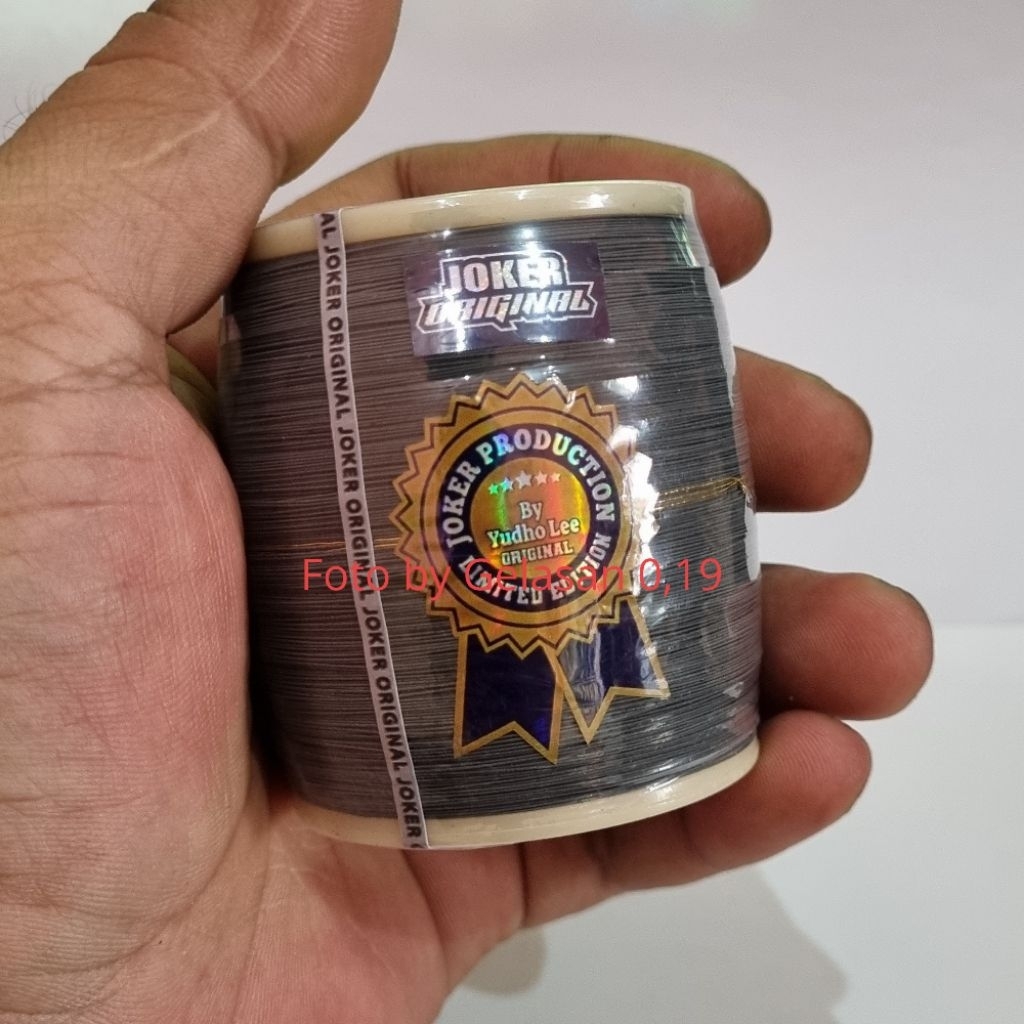 JOKER
ORIGINAL
AL JOKER ORIGINAL JOKER ORIGINAL JOKER ORIGINAL JOKER
JOKER PRODUCTION
By
Yudho Lee
ORIGINAL
LIMITED EDITION
Foto by Gelasan 0,19